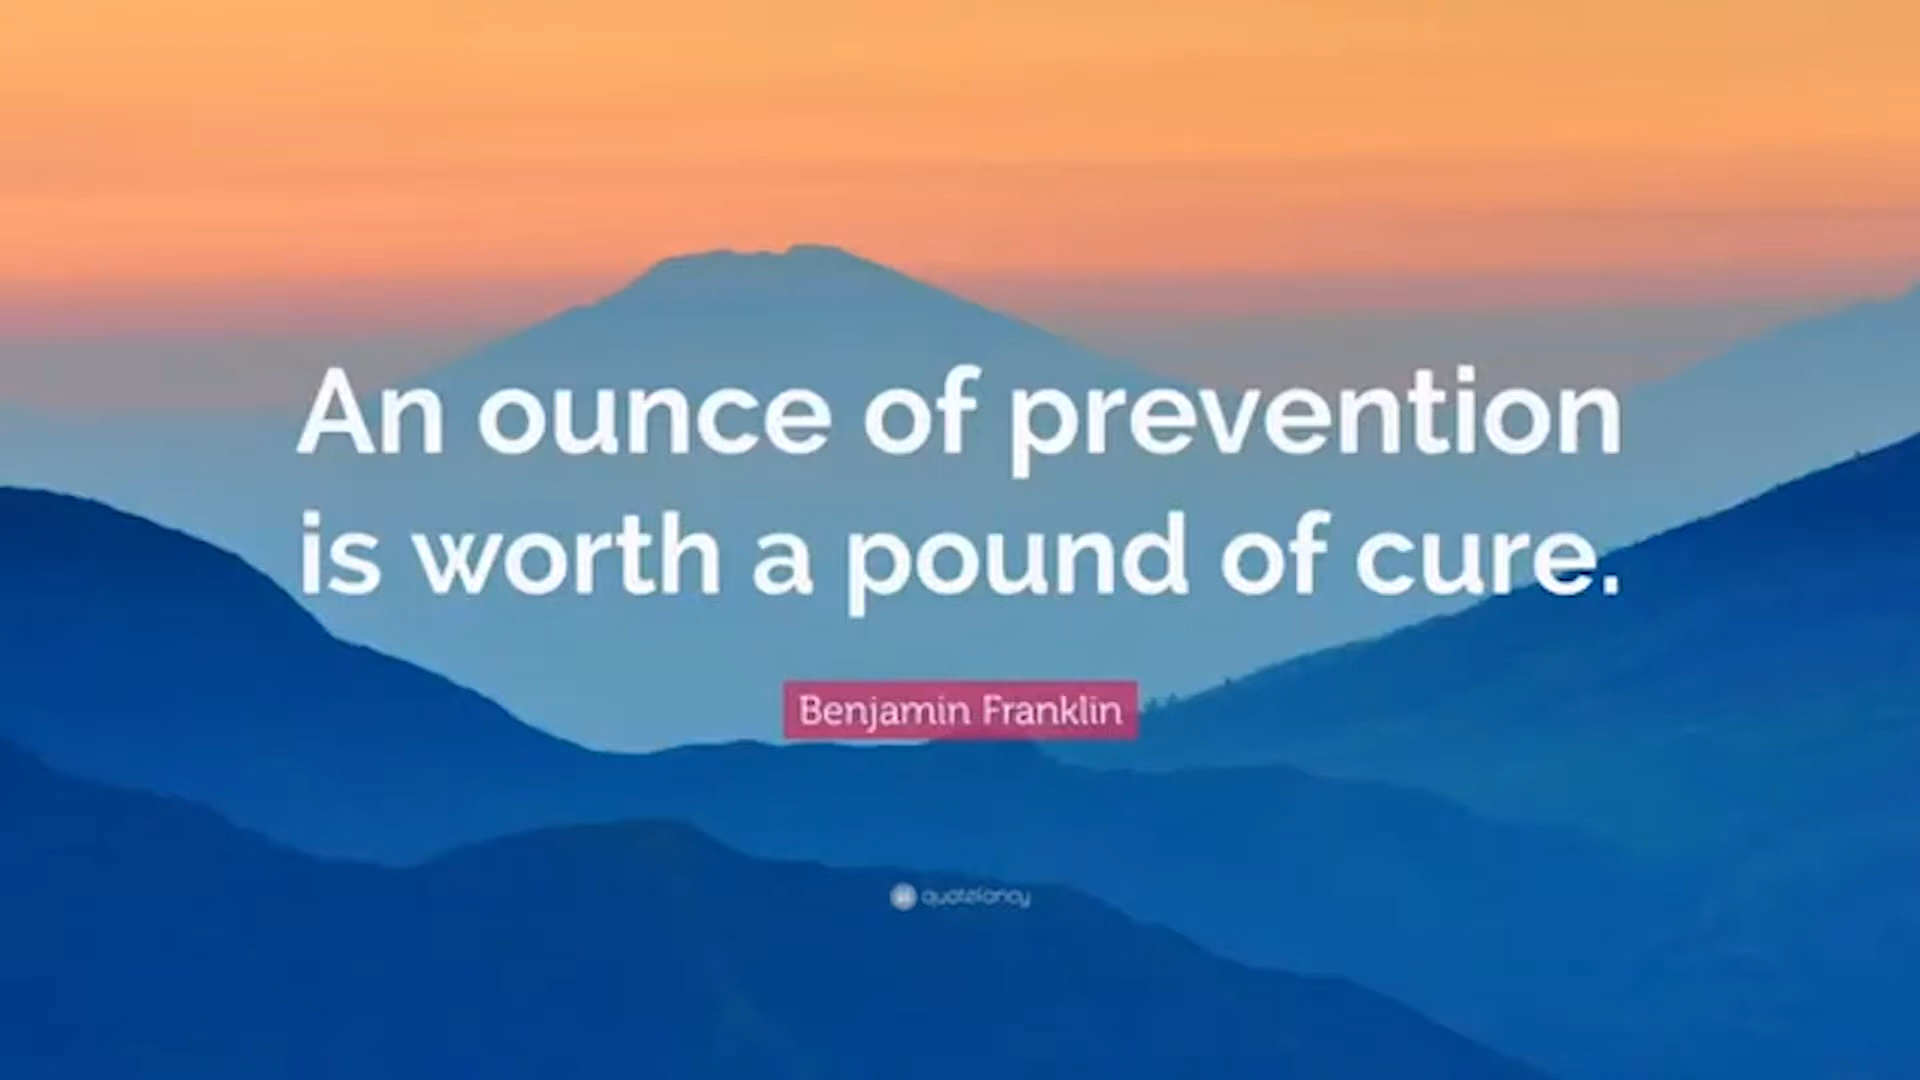 An ounce of prevention
is worth a pound of cure.
Benjamin Franklin
quotefancy